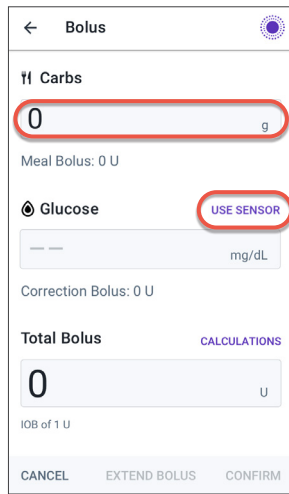 Bolus
Carbs
0 g
Meal Bolus: 0 U
Glucose USE SENSOR
-- mg/dL
Correction Bolus: 0 U
Total Bolus CALCULATIONS
0 U
IOB of 1 U
CANCEL EXTEND BOLUS CONFIRM